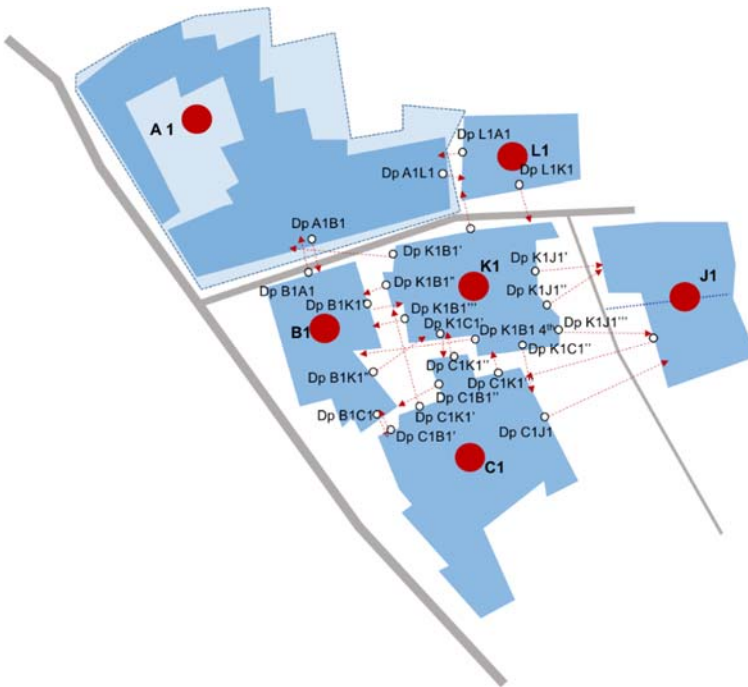 A 1
Dp L1A1
L1
Dp A1L1
Dp L1K1
Dp A1B1
Dp K1B1'
Dp K1J1'
K1
J1
Dp B1A1
Dp K1B1''
Dp K1J1''
Dp B1K1'
Dp K1B1'''
Dp K1C1'
Dp K1B1 4th
Dp K1J1'''
B1
Dp K1C1''
Dp C1K1''
Dp B1K1''
Dp C1K1'''
Dp C1B1''
Dp C1K1'
Dp B1C1
Dp C1B1'
Dp C1J1
C1